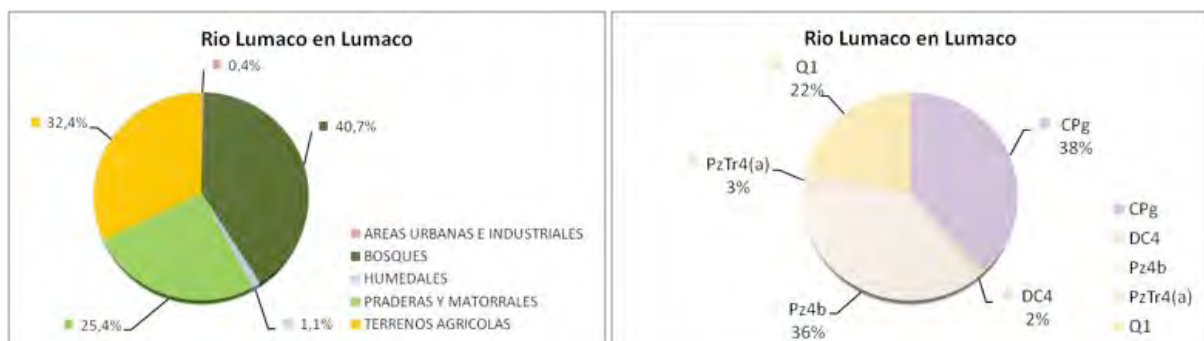 Rio Lumaco en Lumaco
0,4%
32,4%
40,7%
25,4%
1,1%
AREAS URBANAS E INDUSTRIALES
BOSQUES
HUMEDALES
PRADERAS Y MATORRALES
TERRENOS AGRICOLAS
Rio Lumaco en Lumaco
Q1
22%
CPg
38%
PzTr4(a)
3%
DC4
2%
Pz4b
36%
CPg
DC4
Pz4b
PzTr4(a)
Q1